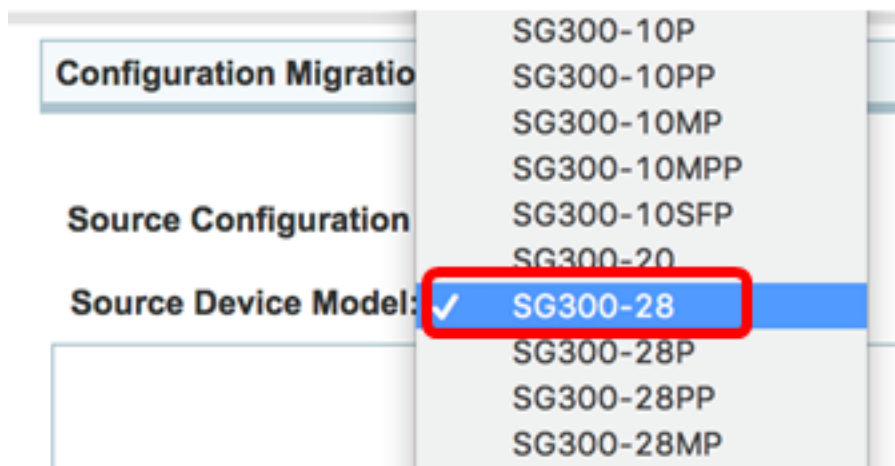 SG300-10P
Configuration Migratio
SG300-10PP
SG300-10MP
SG300-10MPP
Source Configuration
SG300-10SFP
SG300-20
Source Device Model:
✓ SG300-28
SG300-28P
SG300-28PP
SG300-28MP